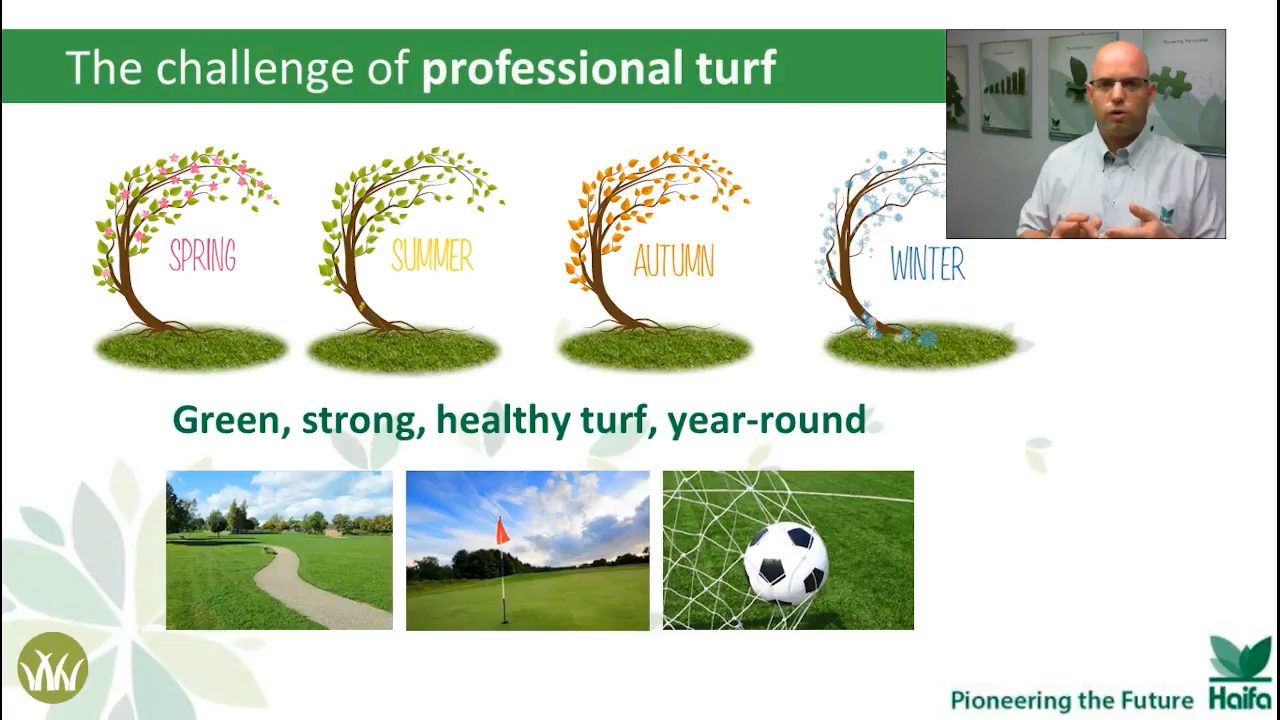 The challenge of professional turf
SPRING
SUMMER
AUTUMN
WINTER
Green, strong, healthy turf, year-round
Pioneering the Future
Haifa